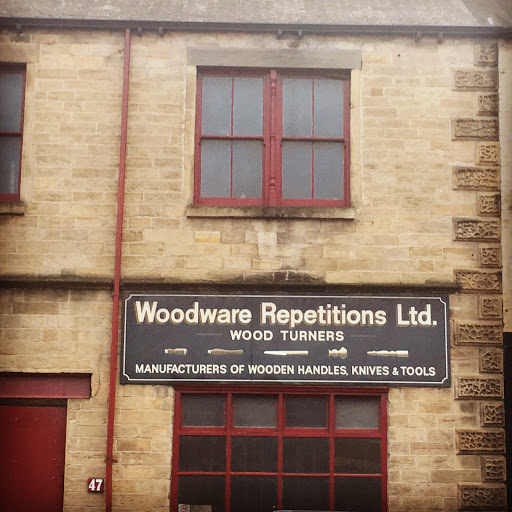 Woodware Repetitions Ltd.
WOOD TURNERS
MANUFACTURERS OF WOODEN HANDLES, KNIVES & TOOLS
47